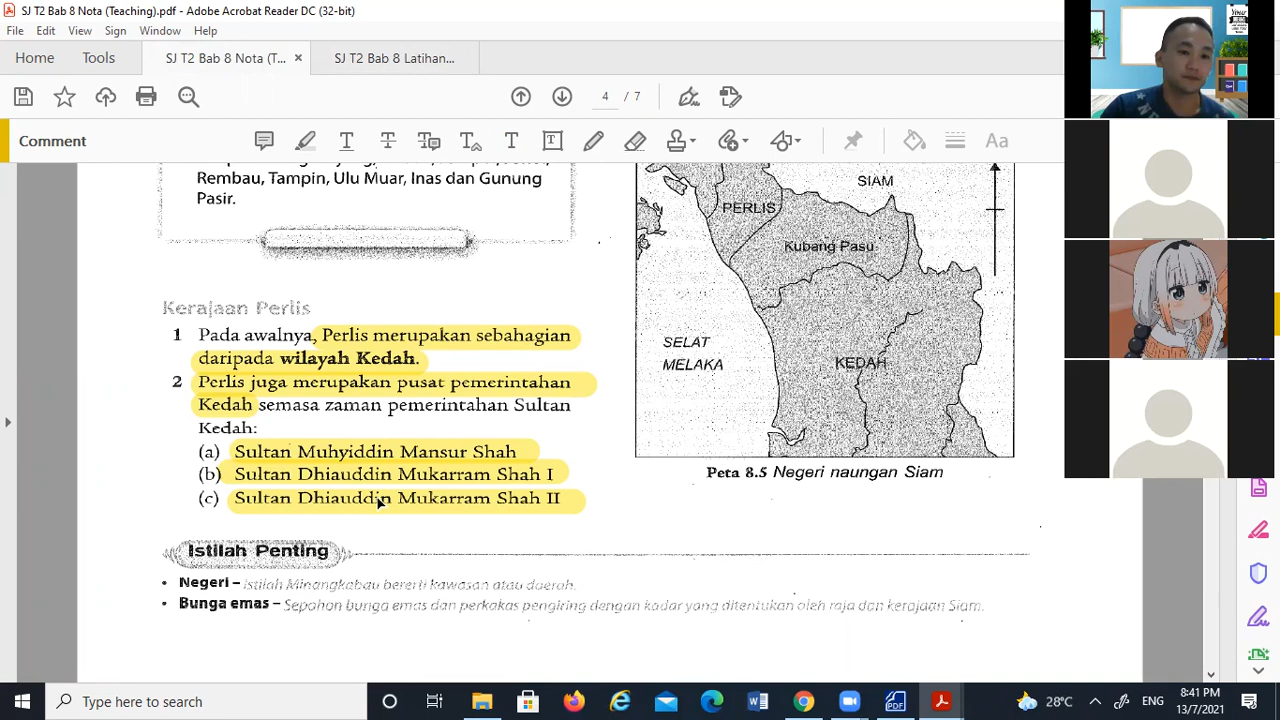 SJ T2 Bab 8 Nota (Teaching).pdf - Adobe Acrobat Reader DC (32-bit)
File Edit View Sign Window Help
Home Tools SJ T2 Bab 8 Nota (T... × SJ T2 Bab 8 Latihan...
4 / 7
Comment
Rembau, Tampin, Ulu Muar, Inas dan Gunung
Pasir.
Kerajaan Perlis
1 Pada awalnya, Perlis merupakan sebahagian
daripada wilayah Kedah.
2 Perlis juga merupakan pusat pemerintahan
Kedah semasa zaman pemerintahan Sultan
Kedah:
(a) Sultan Muhyiddin Mansur Shah
(b) Sultan Dhiauddin Mukarram Shah I
(c) Sultan Dhiauddin Mukarram Shah II
SIAM
PERLIS
Kubang Pasu
SELAT
MELAKA
KEDAH
Peta 8.5 Negeri naungan Siam
Istilah Penting
• Negeri – Istilah Minangkabau bererti kawasan atau daerah.
• Bunga emas – Sepohon bunga emas dan perkakas pengiring dengan kadar yang ditentukan oleh raja dan kerajaan Siam.
Type here to search
28°C
ENG
8:41 PM
13/7/2021